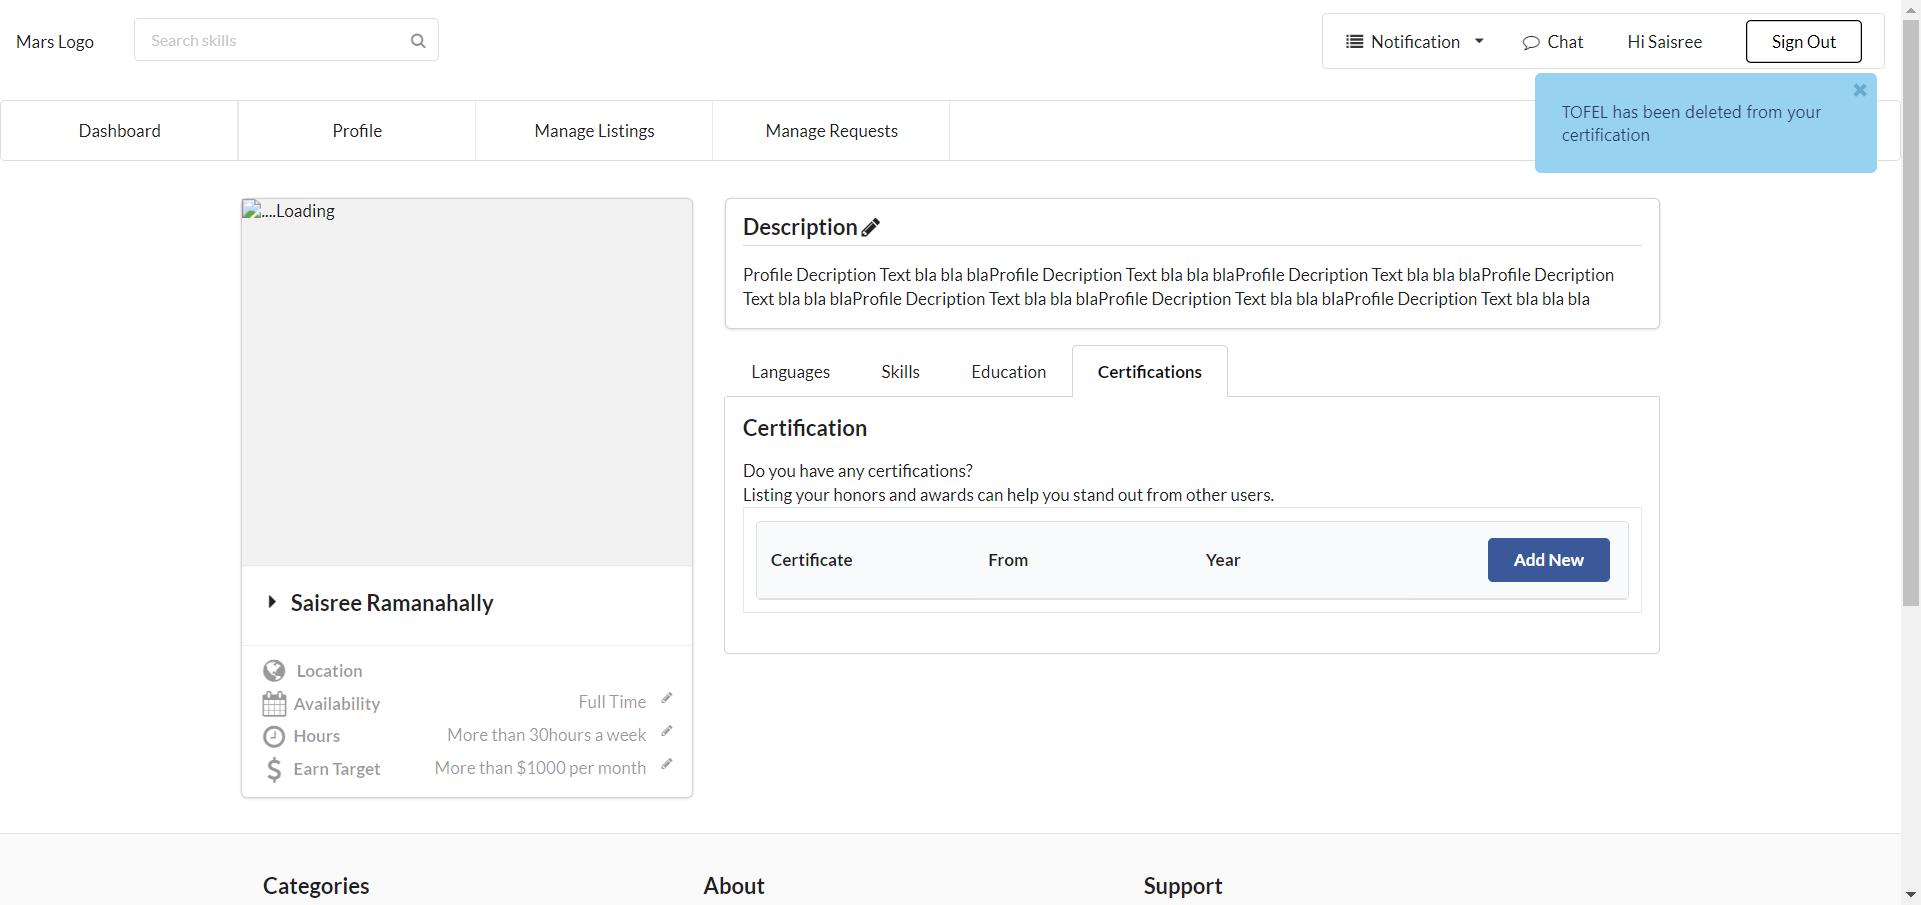 Mars Logo
Search skills
Notification
Chat
Hi Saisree
Sign Out
TOFEL has been deleted from your
certification
Dashboard
Profile
Manage Listings
Manage Requests
....Loading
Saisree Ramanahally
Location
Availability
Full Time
Hours
More than 30hours a week
Earn Target
More than $1000 per month
Description
Profile Decription Text bla bla blaProfile Decription Text bla bla blaProfile Decription Text bla bla blaProfile Decription
Text bla bla blaProfile Decription Text bla bla blaProfile Decription Text bla bla blaProfile Decription Text bla bla bla
Languages
Skills
Education
Certifications
Certification
Do you have any certifications?
Listing your honors and awards can help you stand out from other users.
Certificate
From
Year
Add New
Categories
About
Support